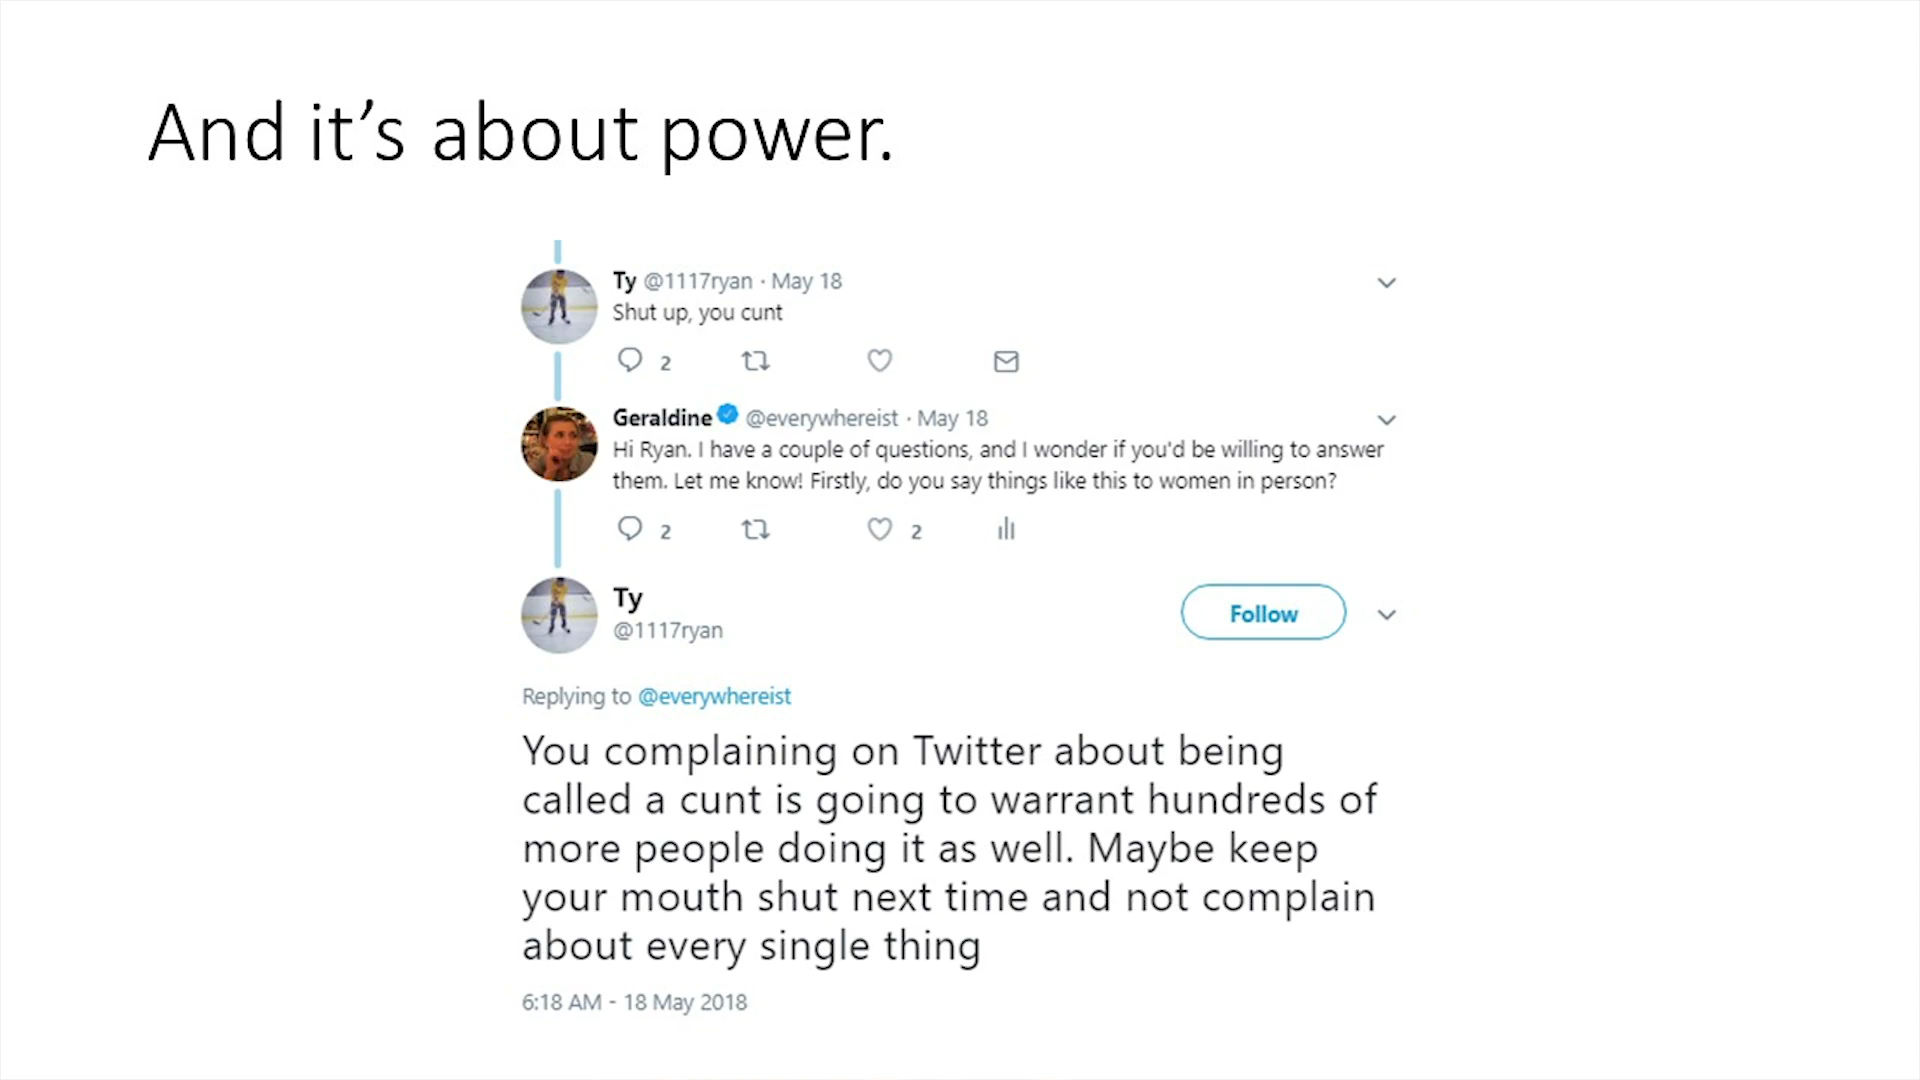 And it’s about power.
Ty @1117ryan · May 18
Shut up, you cunt
2
Geraldine @everywhereist · May 18
Hi Ryan. I have a couple of questions, and I wonder if you'd be willing to answer
them. Let me know! Firstly, do you say things like this to women in person?
2 2
Ty
@1117ryan
Follow
Replying to @everywhereist
You complaining on Twitter about being
called a cunt is going to warrant hundreds of
more people doing it as well. Maybe keep
your mouth shut next time and not complain
about every single thing
6:18 AM - 18 May 2018